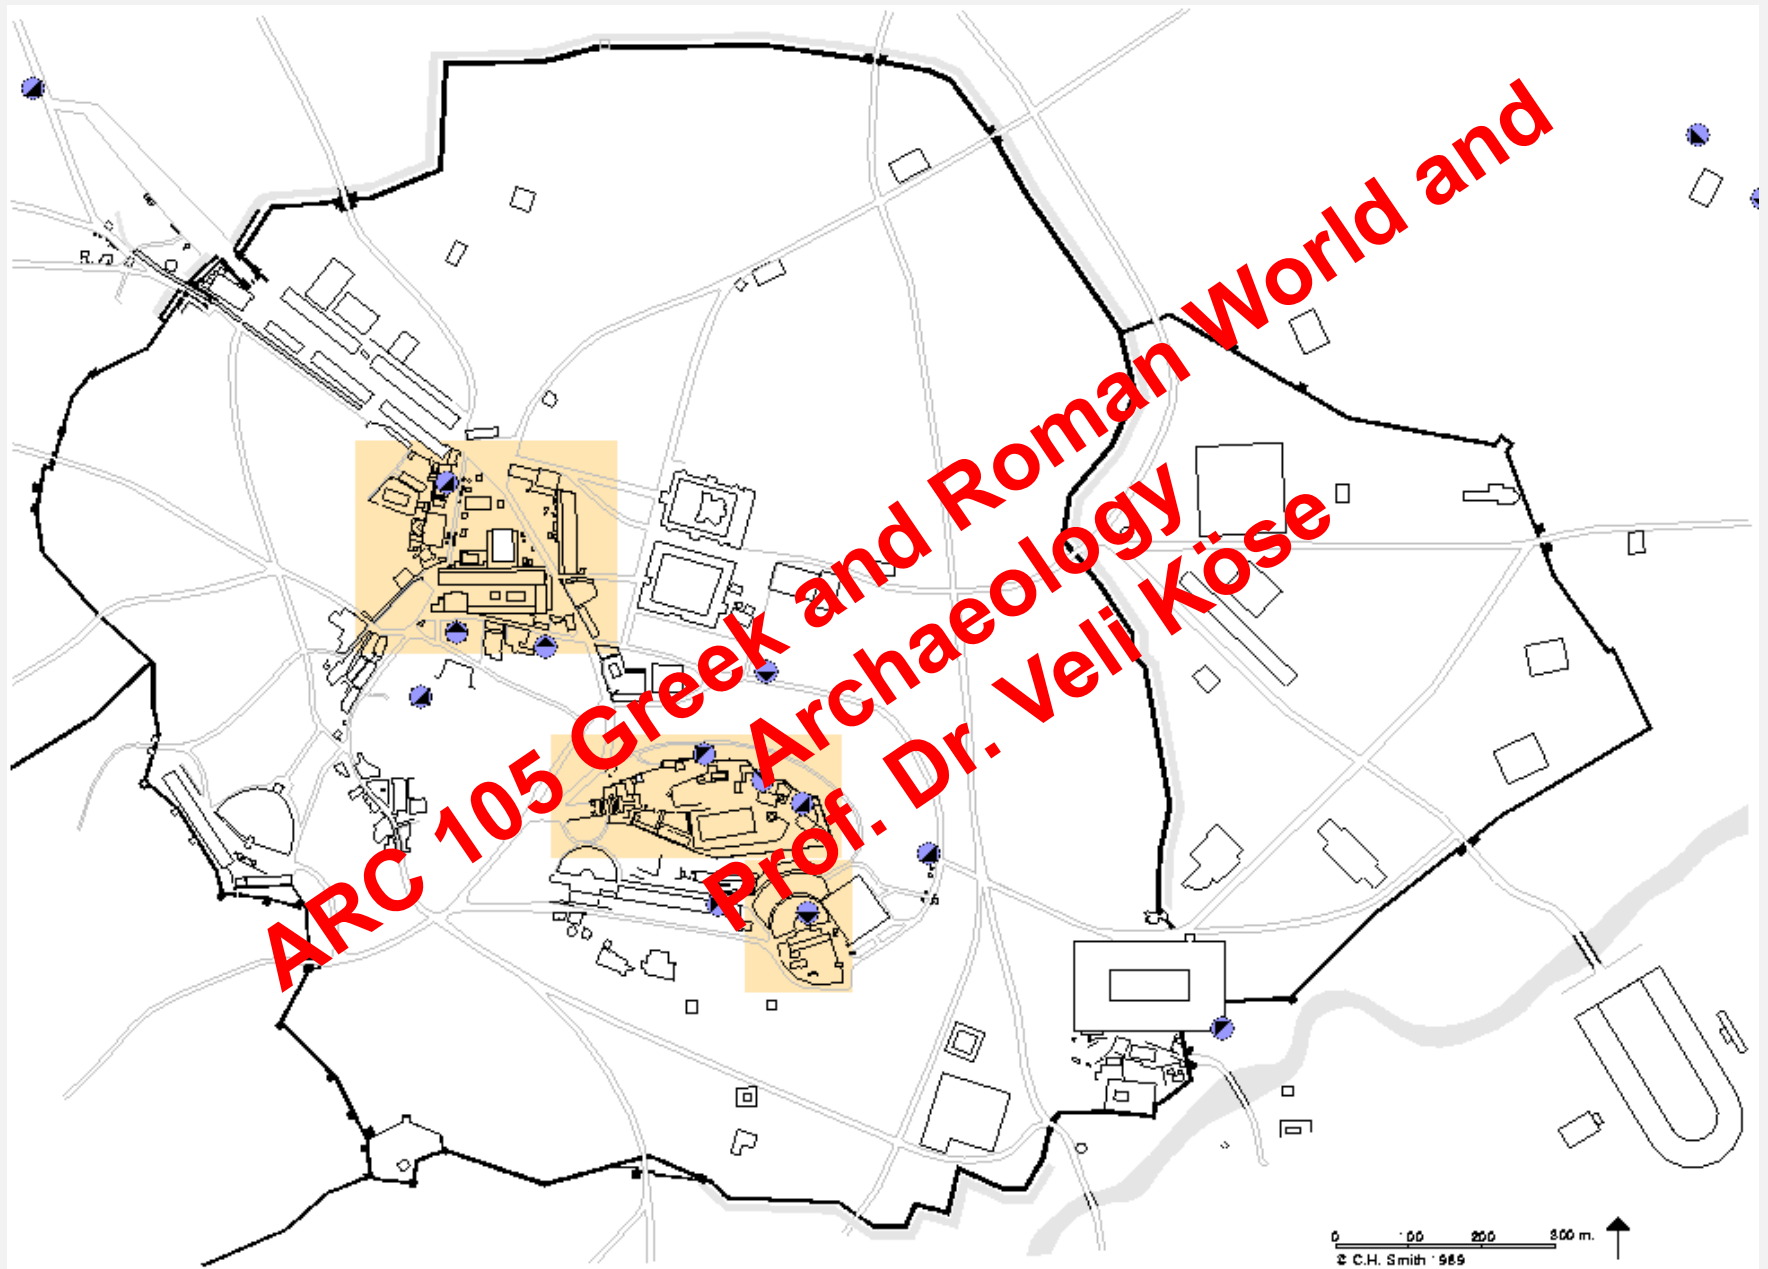 ARC 105 Greek and Roman World and
Archaeology
Prof. Dr. Veli Köse
R.
0 100 200 300 m.
© C.H. Smith 1989